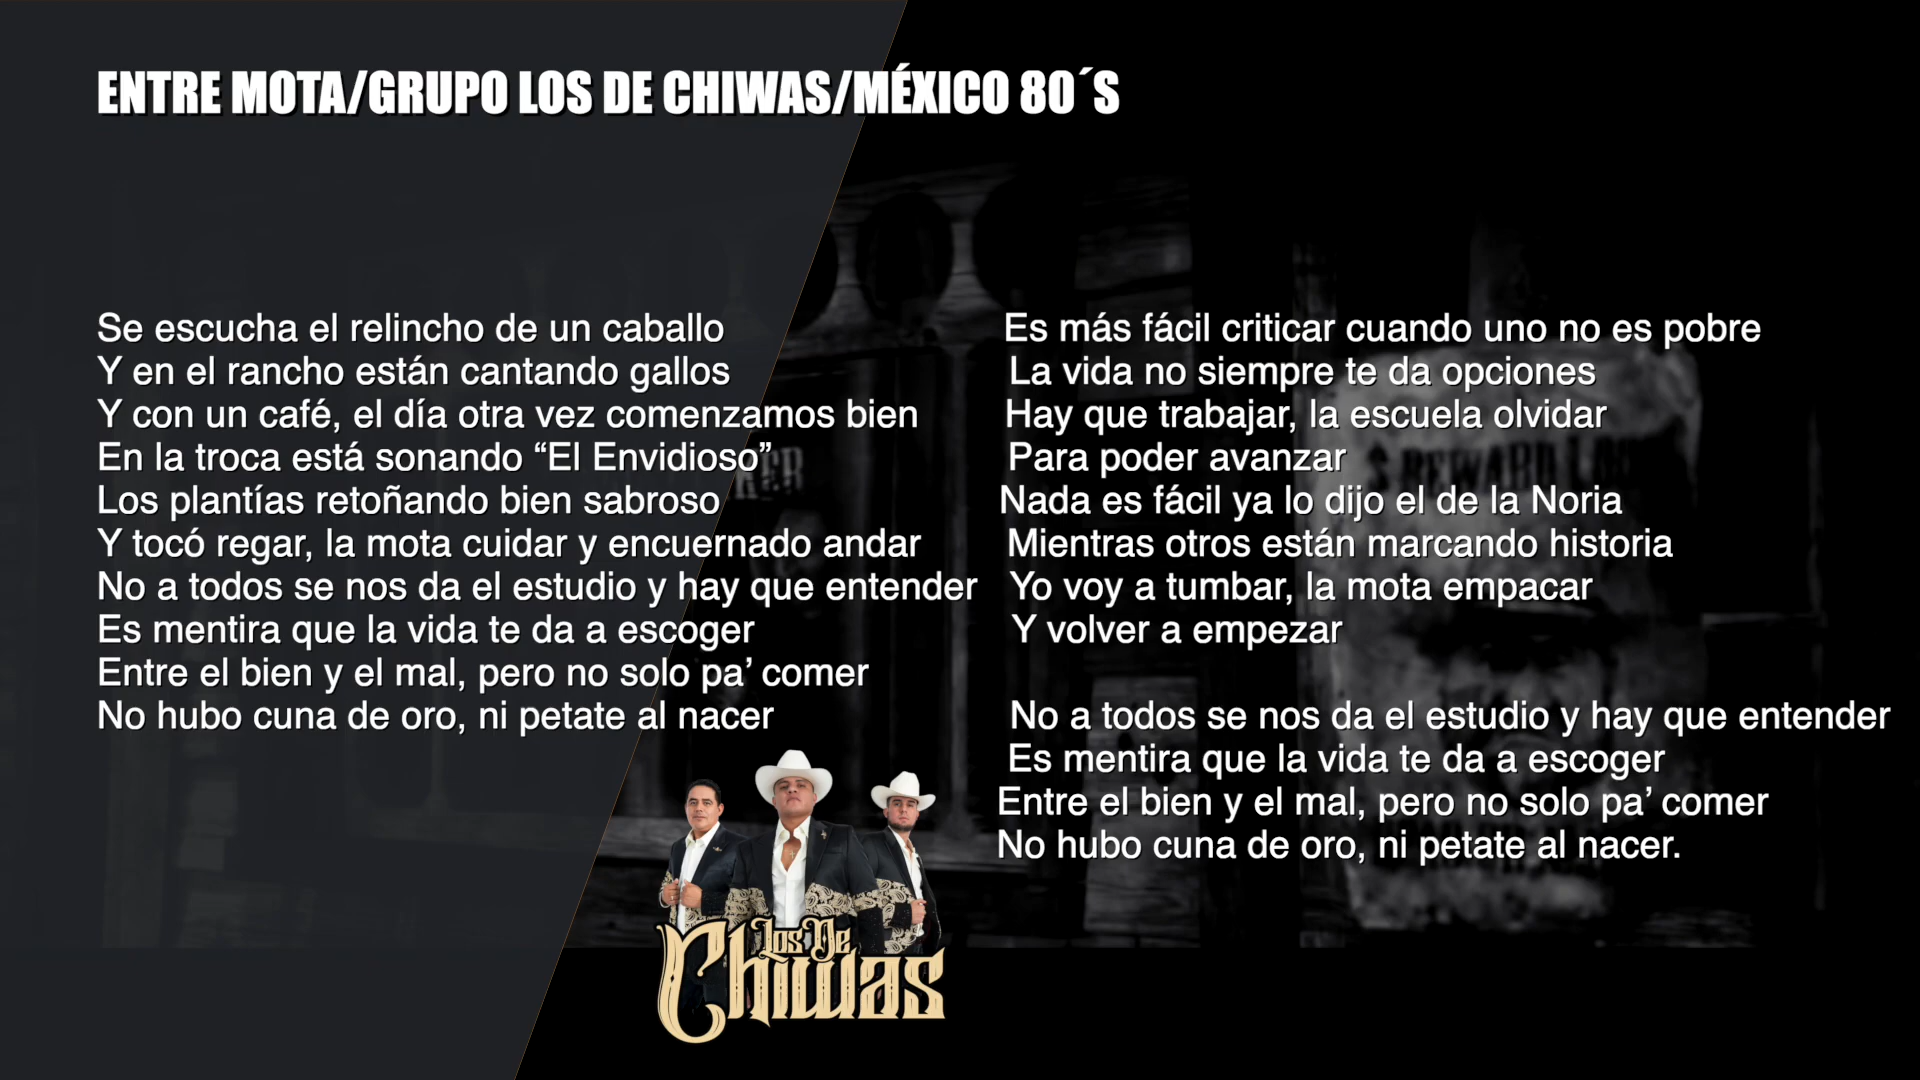 ENTRE MOTA/GRUPO LOS DE CHIWAS/MÉXICO 80´S
Se escucha el relincho de un caballo
Y en el rancho están cantando gallos
Y con un café, el día otra vez comenzamos bien
En la troca está sonando “El Envidioso”
Los plantías retoñando bien sabroso
Y tocó regar, la mota cuidar y encuernado andar
No a todos se nos da el estudio y hay que entender
Es mentira que la vida te da a escoger
Entre el bien y el mal, pero no solo pa’ comer
No hubo cuna de oro, ni petate al nacer
Es más fácil criticar cuando uno no es pobre
La vida no siempre te da opciones
Hay que trabajar, la escuela olvidar
Para poder avanzar
Nada es fácil ya lo dijo el de la Noria
Mientras otros están marcando historia
Yo voy a tumbar, la mota empacar
Y volver a empezar
No a todos se nos da el estudio y hay que entender
Es mentira que la vida te da a escoger
Entre el bien y el mal, pero no solo pa’ comer
No hubo cuna de oro, ni petate al nacer.
Los De
Chiwas
$ REWARD